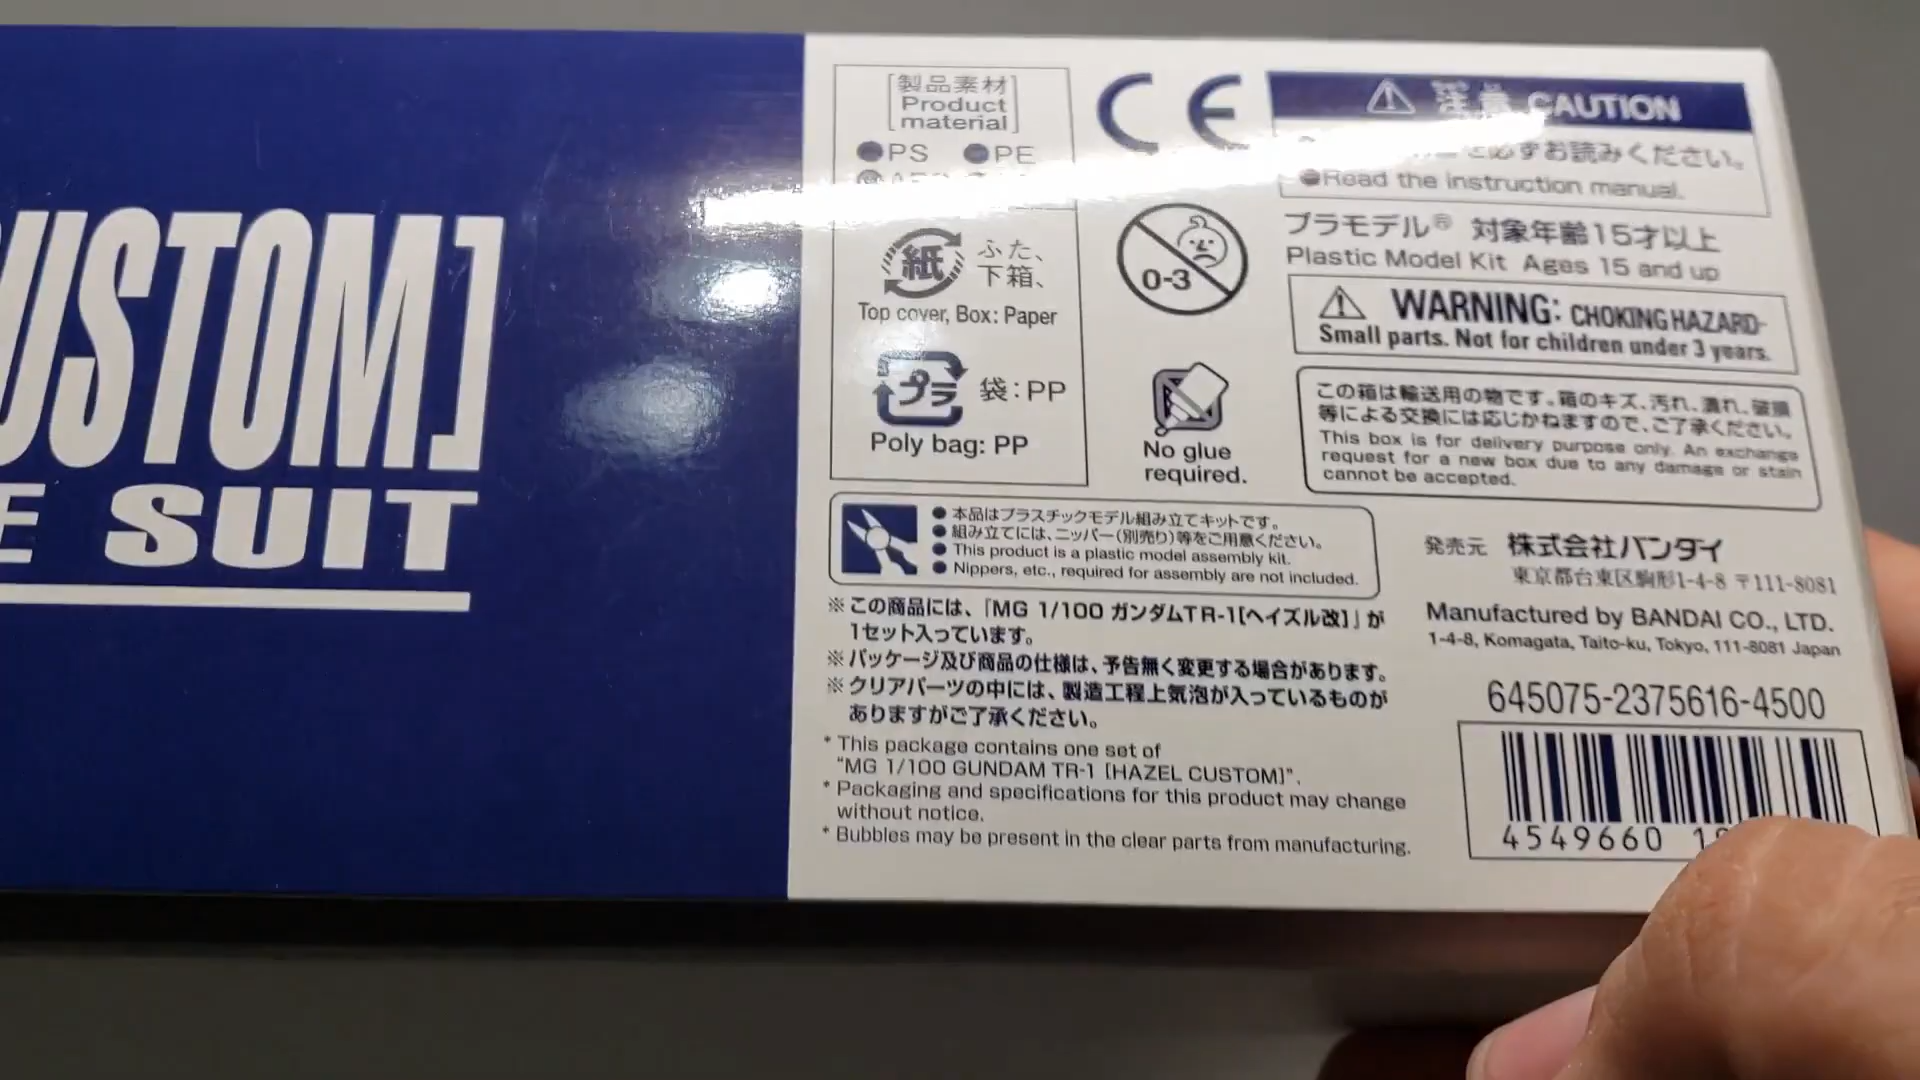 CUSTOM]
E SUIT
[製品素材
Product
material]
●PS ●PE
紙
ふた、
下箱、
Top cover, Box: Paper
プラ
袋:PP
Poly bag: PP
CE
0-3
No glue
required.
⚠ 注意 CAUTION
必ずお読みください。
●Read the instruction manual.
プラモデル® 対象年齢15才以上
Plastic Model Kit Ages 15 and up
⚠ WARNING: CHOKING HAZARD-
Small parts. Not for children under 3 years.
この箱は輸送用の物です。箱のキズ、汚れ、潰れ、破損
等による交換には応じかねますので、ご了承ください。
This box is for delivery purpose only. An exchange
request for a new box due to any damage or stain
cannot be accepted.
●本品はプラスチックモデル組み立てキットです。
●組み立てには、ニッパー(別売り)等をご用意ください。
●This product is a plastic model assembly kit.
●Nippers, etc., required for assembly are not included.
※この商品には、「MG 1/100 ガンダムTR-1[ヘイズル改]」が
1セット入っています。
※パッケージ及び商品の仕様は、予告無く変更する場合があります。
※クリアパーツの中には、製造工程上気泡が入っているものが
ありますがご了承ください。
* This package contains one set of
"MG 1/100 GUNDAM TR-1 [HAZEL CUSTOM]".
* Packaging and specifications for this product may change
without notice.
* Bubbles may be present in the clear parts from manufacturing.
発売元 株式会社バンダイ
東京都台東区駒形1-4-8 〒111-8081
Manufactured by BANDAI CO., LTD.
1-4-8, Komagata, Taito-ku, Tokyo, 111-8081 Japan
645075-2375616-4500
4549660 1